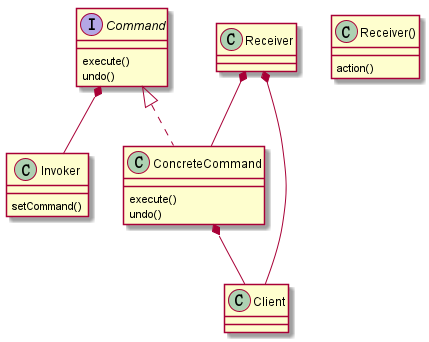 I Command
execute()
undo()
C Receiver
C Receiver()
action()
C Invoker
setCommand()
C ConcreteCommand
execute()
undo()
C Client